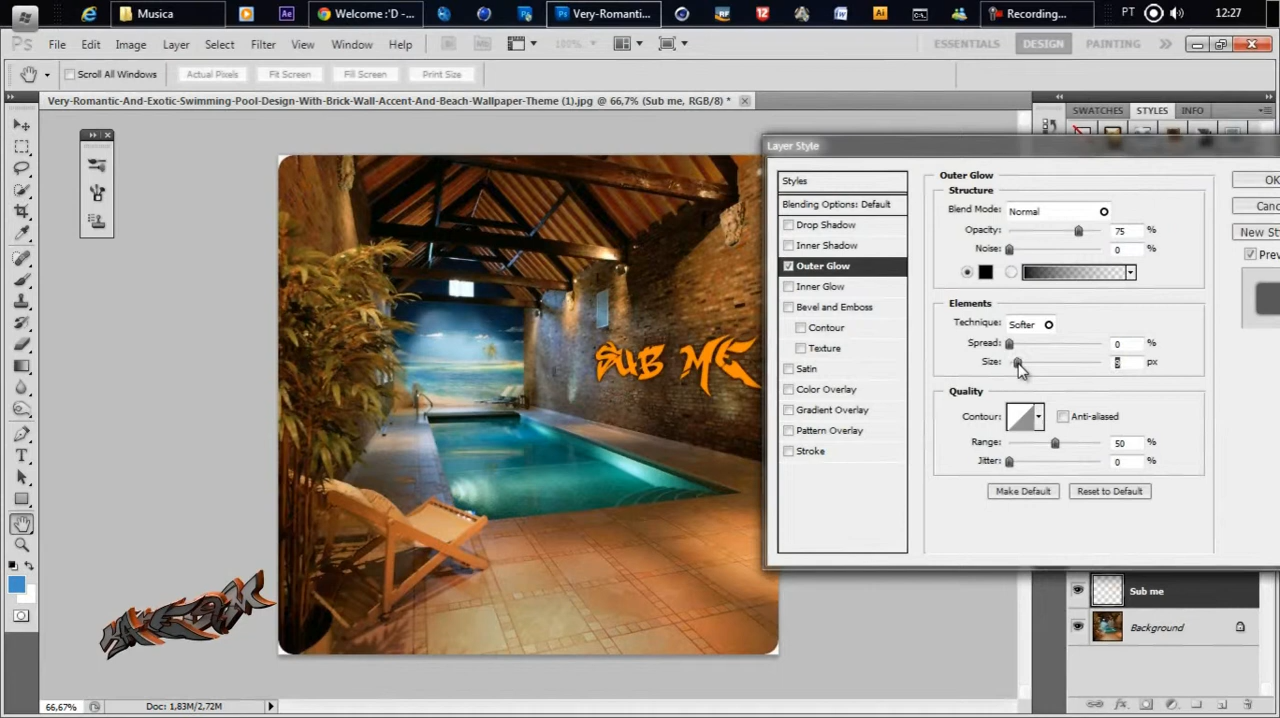 Musica
Welcome :'D - ...
Very-Romanti...
Recording...
PT
12:27
Ps
File Edit Image Layer Select Filter View Window Help
100%
ESSENTIALS DESIGN PAINTING
Scroll All Windows
Actual Pixels
Fit Screen
Fill Screen
Print Size
Very-Romantic-And-Exotic-Swimming-Pool-Design-With-Brick-Wall-Accent-And-Beach-Wallpaper-Theme (1).jpg @ 66,7% (Sub me, RGB/8) *
SWATCHES STYLES INFO
Layer Style
Styles
Blending Options: Default
Drop Shadow
Inner Shadow
Outer Glow
Inner Glow
Bevel and Emboss
Contour
Texture
Satin
Color Overlay
Gradient Overlay
Pattern Overlay
Stroke
Outer Glow
Structure
Blend Mode: Normal
Opacity: 75 %
Noise: 0 %
Elements
Technique: Softer
Spread: 0 %
Size: px
Quality
Contour:
Anti-aliased
Range: 50 %
Jitter: 0 %
Make Default
Reset to Default
OK
Canc
New St
Prev
SUB ME
Sub me
Background
66,67%
Doc: 1,83M/2,72M